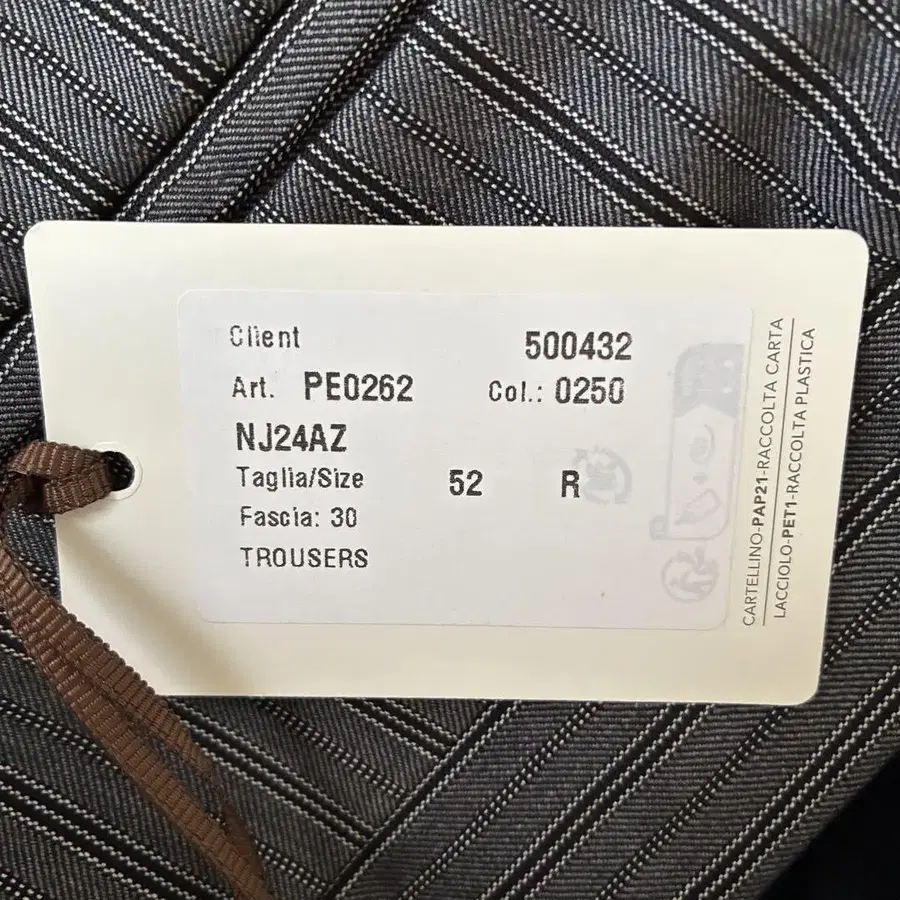 Client 500432
Art. PE0262 Col.: 0250
NJ24AZ
Taglia/Size 52 R
Fascia: 30
TROUSERS
CARTELLINO-PAP21-RACCOLTA CARTA
LACCIOLO-PET1-RACCOLTA PLASTICA